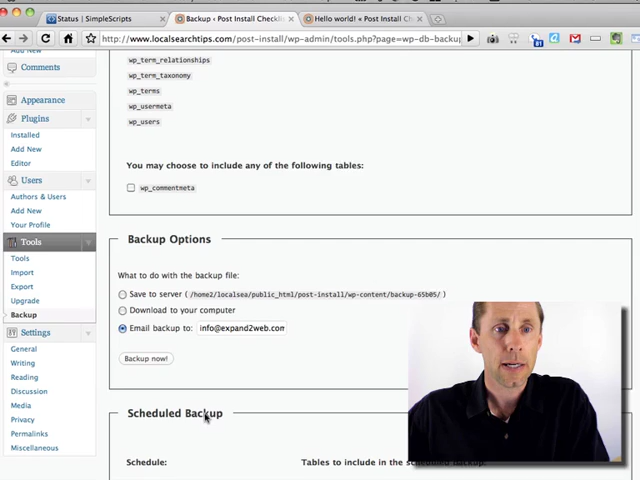 Status | SimpleScripts
Backup ‹ Post Install Checkli
Hello world! « Post Install Ch
http://www.localsearchtips.com/post-install/wp-admin/tools.php?page=wp-db-backup
81
Comments
Appearance
Plugins
Installed
Add New
Editor
Users
Authors & Users
Add New
Your Profile
Tools
Tools
Import
Export
Upgrade
Backup
Settings
General
Writing
Reading
Discussion
Media
Privacy
Permalinks
Miscellaneous
wp_term_relationships
wp_term_taxonomy
wp_terms
wp_usermeta
wp_users
You may choose to include any of the following tables:
wp_commentmeta
Backup Options
What to do with the backup file:
Save to server ( /home2/localsea/public_html/post-install/wp-content/backup-65b05/ )
Download to your computer
Email backup to: info@expand2web.com
Backup now!
Scheduled Backup
Schedule: Tables to include in the scheduled backup: